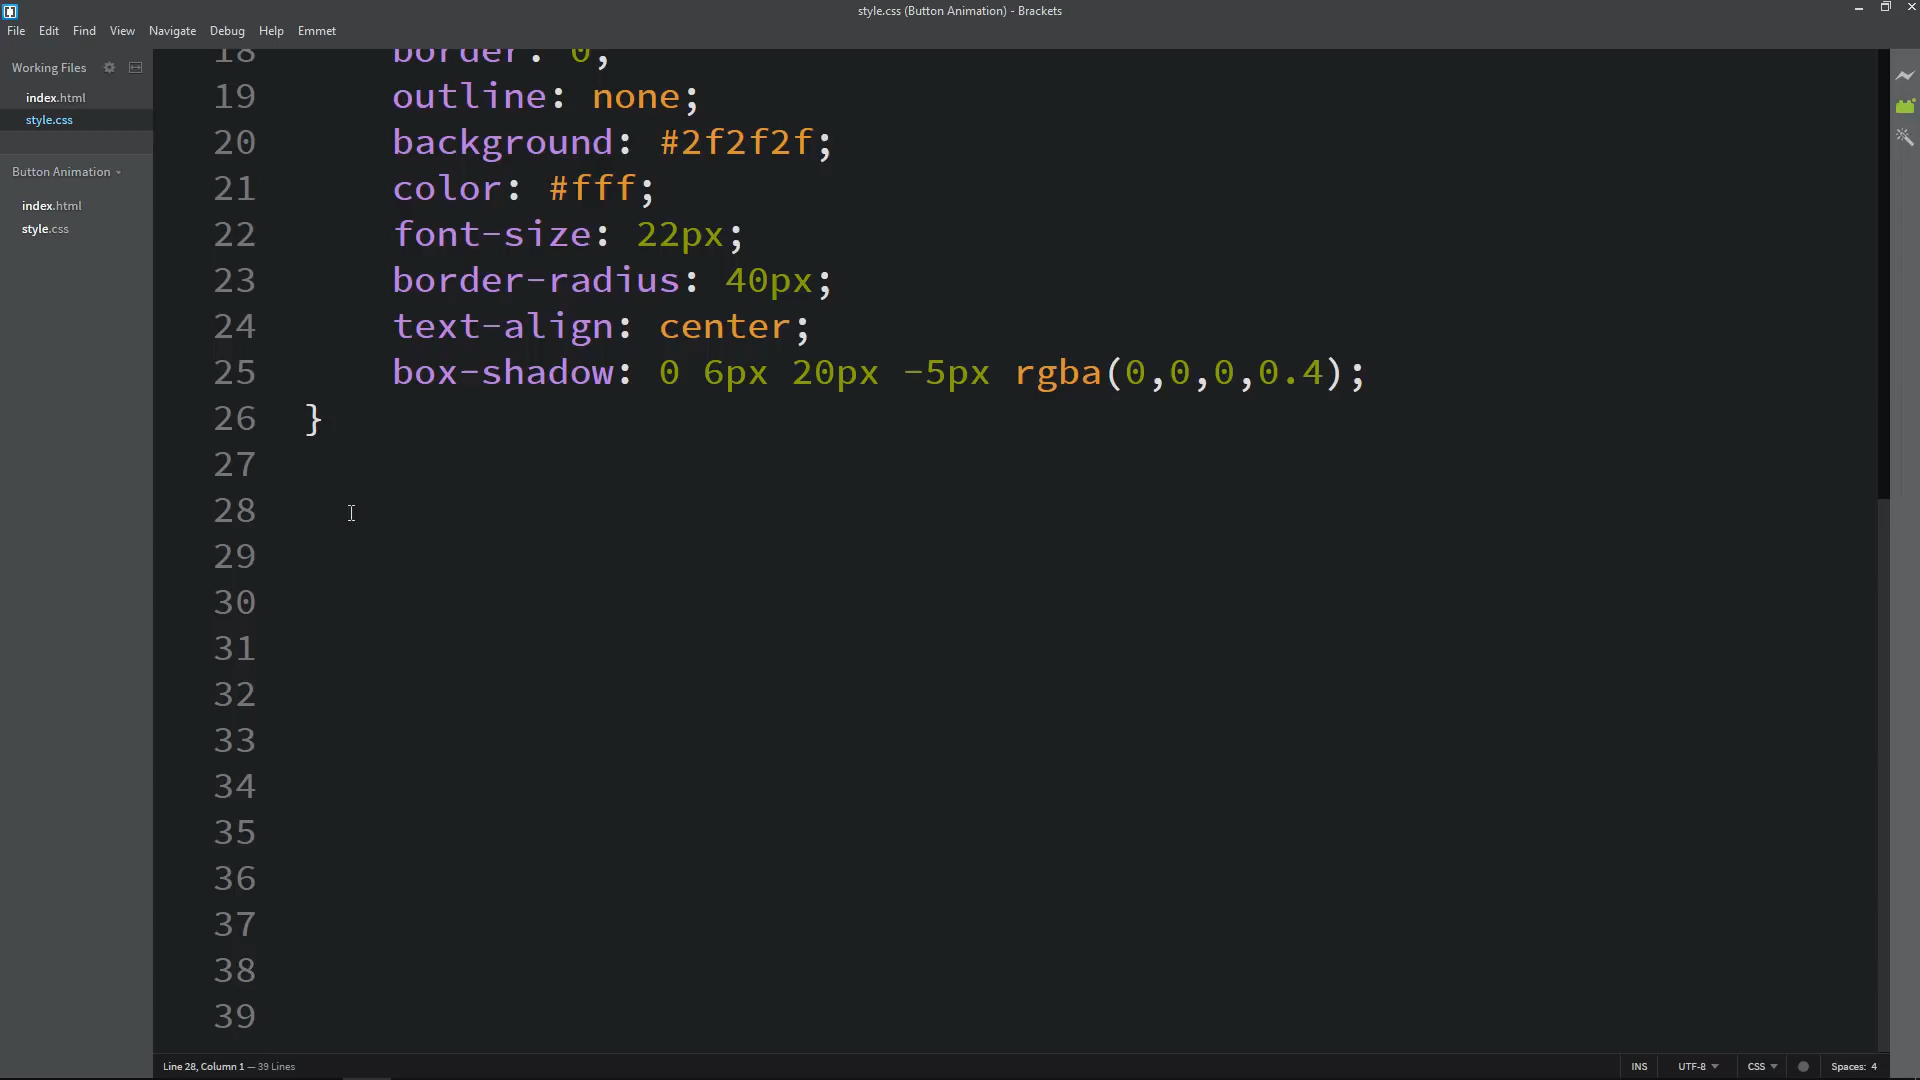 style.css (Button Animation) - Brackets
File Edit Find View Navigate Debug Help Emmet
Working Files
index.html
style.css
Button Animation
index.html
style.css
18 border: 0;
19 outline: none;
20 background: #2f2f2f;
21 color: #fff;
22 font-size: 22px;
23 border-radius: 40px;
24 text-align: center;
25 box-shadow: 0 6px 20px -5px rgba(0,0,0,0.4);
26 }
27
28
29
30
31
32
33
34
35
36
37
38
39
Line 28, Column 1 — 39 Lines
INS UTF-8 CSS Spaces: 4